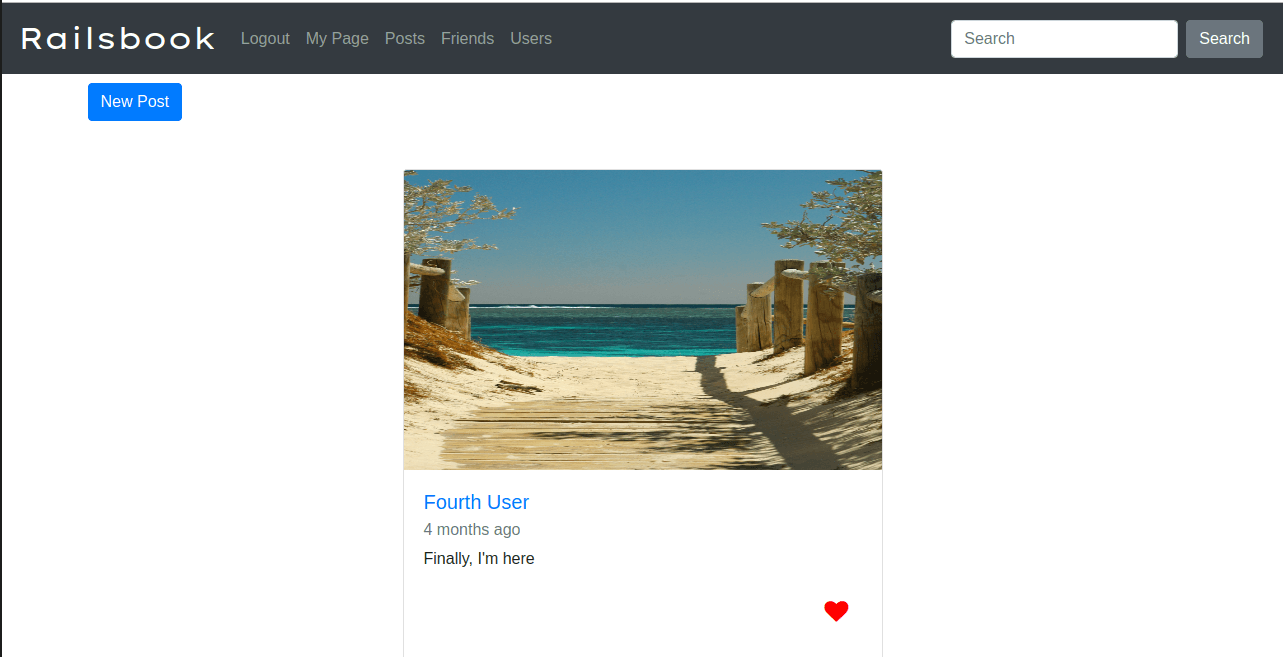 Railsbook Logout My Page Posts Friends Users Search Search
New Post
Fourth User
4 months ago
Finally, I'm here